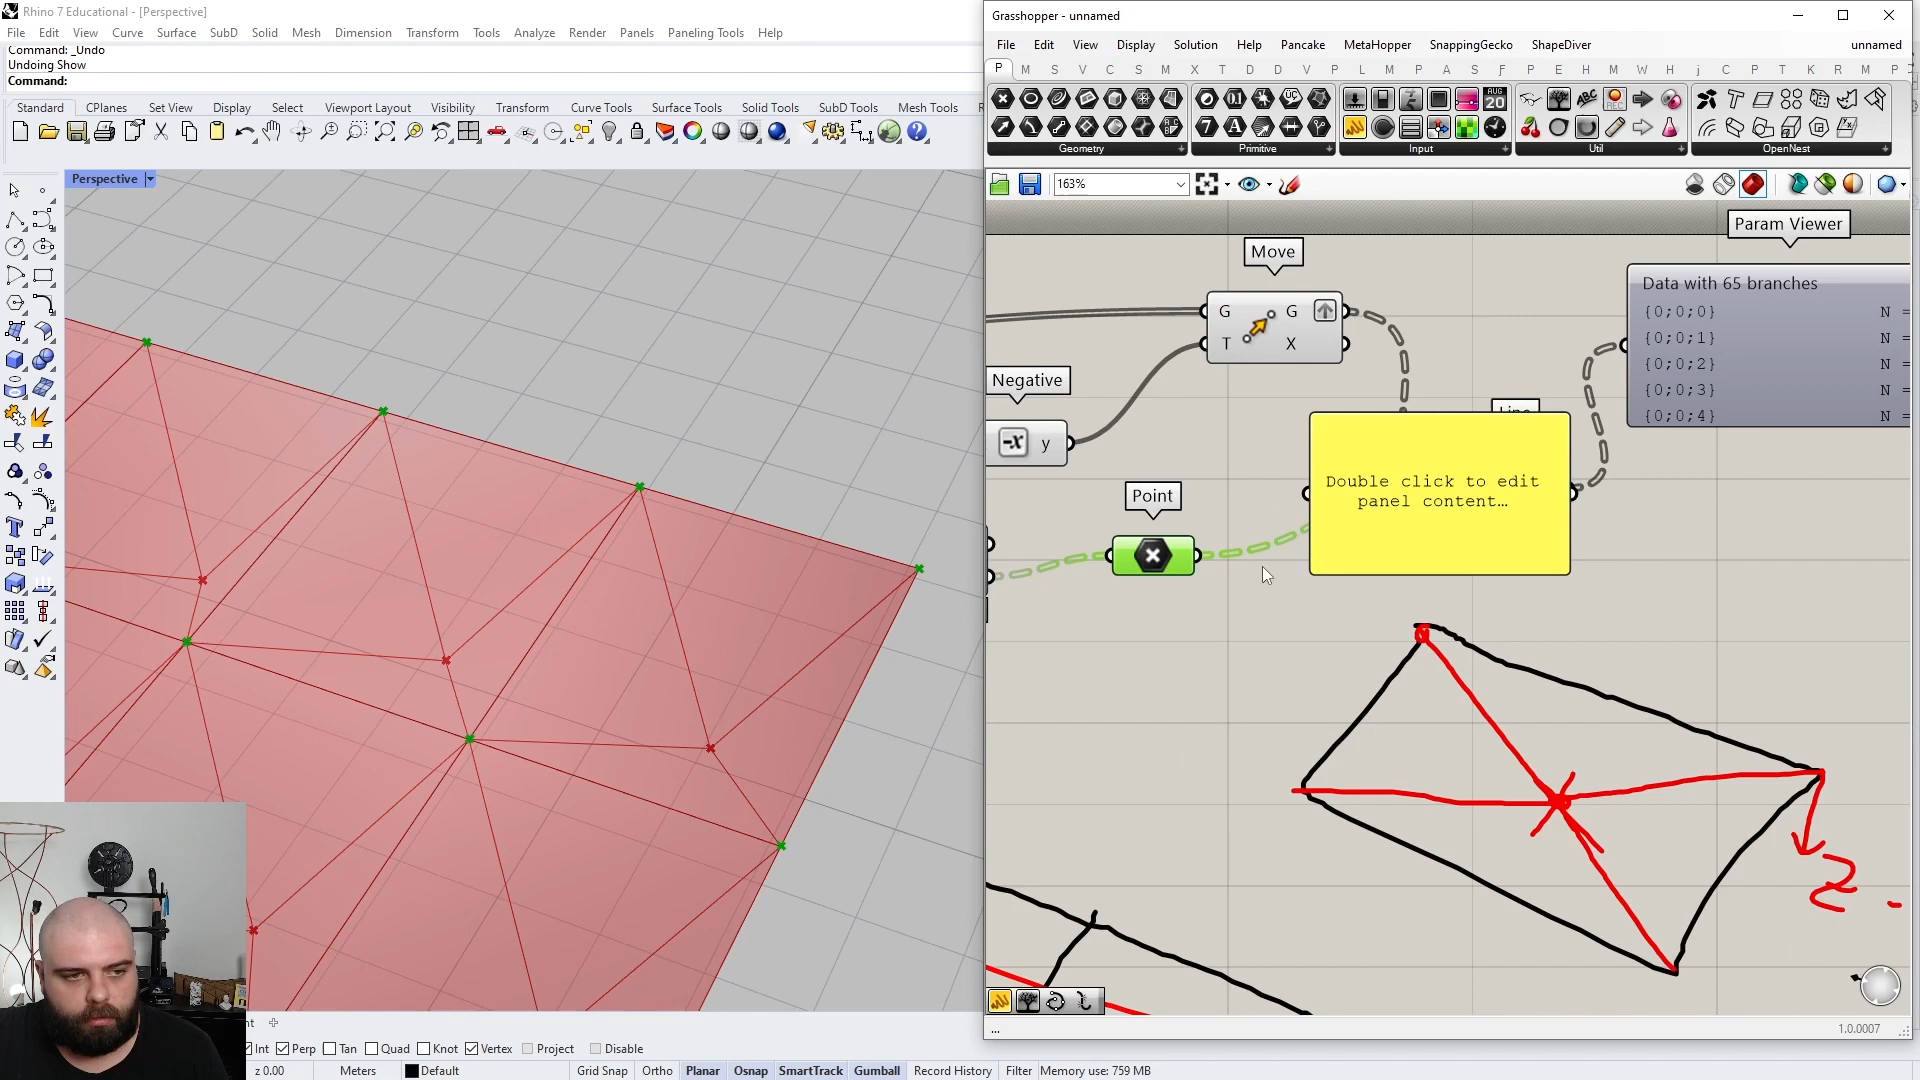 Rhino 7 Educational - [Perspective]
File Edit View Curve Surface SubD Solid Mesh Dimension Transform Tools Analyze Render Panels Paneling Tools Help
Command: _Undo
Undoing Show
Command:
Standard CPlanes Set View Display Select Viewport Layout Visibility Transform Curve Tools Surface Tools Solid Tools SubD Tools Mesh Tools
Perspective
Int Perp Tan Quad Knot Vertex Project Disable
z 0.00 Meters Default Grid Snap Ortho Planar Osnap SmartTrack Gumball Record History Filter Memory use: 759 MB
Grasshopper - unnamed
File Edit View Display Solution Help Pancake MetaHopper SnappingGecko ShapeDiver unnamed
P M S V C S M X T D D V P L M P A S F P E S H M W H j C P T K R M P
Geometry Primitive Input Util OpenNest
163%
Param Viewer
Data with 65 branches
{0;0;0} N =
{0;0;1} N =
{0;0;2} N =
{0;0;3} N =
{0;0;4} N =
Move
G G
T X
Negative
-x y
Line
Double click to edit
panel content...
Point
2 -
...
1.0.0007